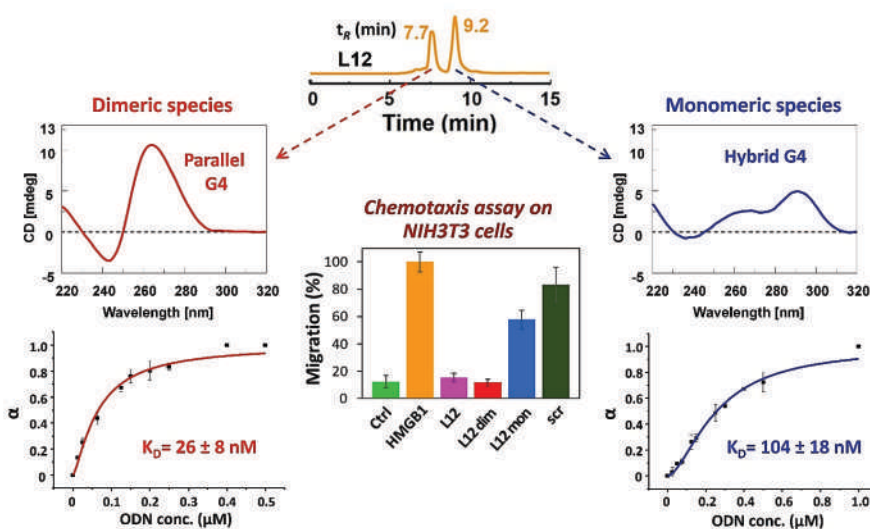 t_R (min)
7.7
9.2
L12
0
5
10
15
Time (min)
Dimeric species
13
10
5
0
-5
CD [mdeg]
Parallel
G4
220 240 260 280 300 320
Wavelength [nm]
Monomeric species
13
10
5
0
-5
CD [mdeg]
Hybrid G4
220 240 260 280 300 320
Wavelength [nm]
Chemotaxis assay on
NIH3T3 cells
Migration (%)
100
80
60
40
20
0
Ctrl
HMGB1
L12
L12 dim
L12 mon
scr
1.0
0.8
0.6
0.4
0.2
0.0
α
K_D= 26 ± 8 nM
0 0.1 0.2 0.3 0.4 0.5
ODN conc. (µM)
1.0
0.8
0.6
0.4
0.2
0.0
α
K_D= 104 ± 18 nM
0 0.2 0.4 0.6 0.8 1.0
ODN conc. (µM)